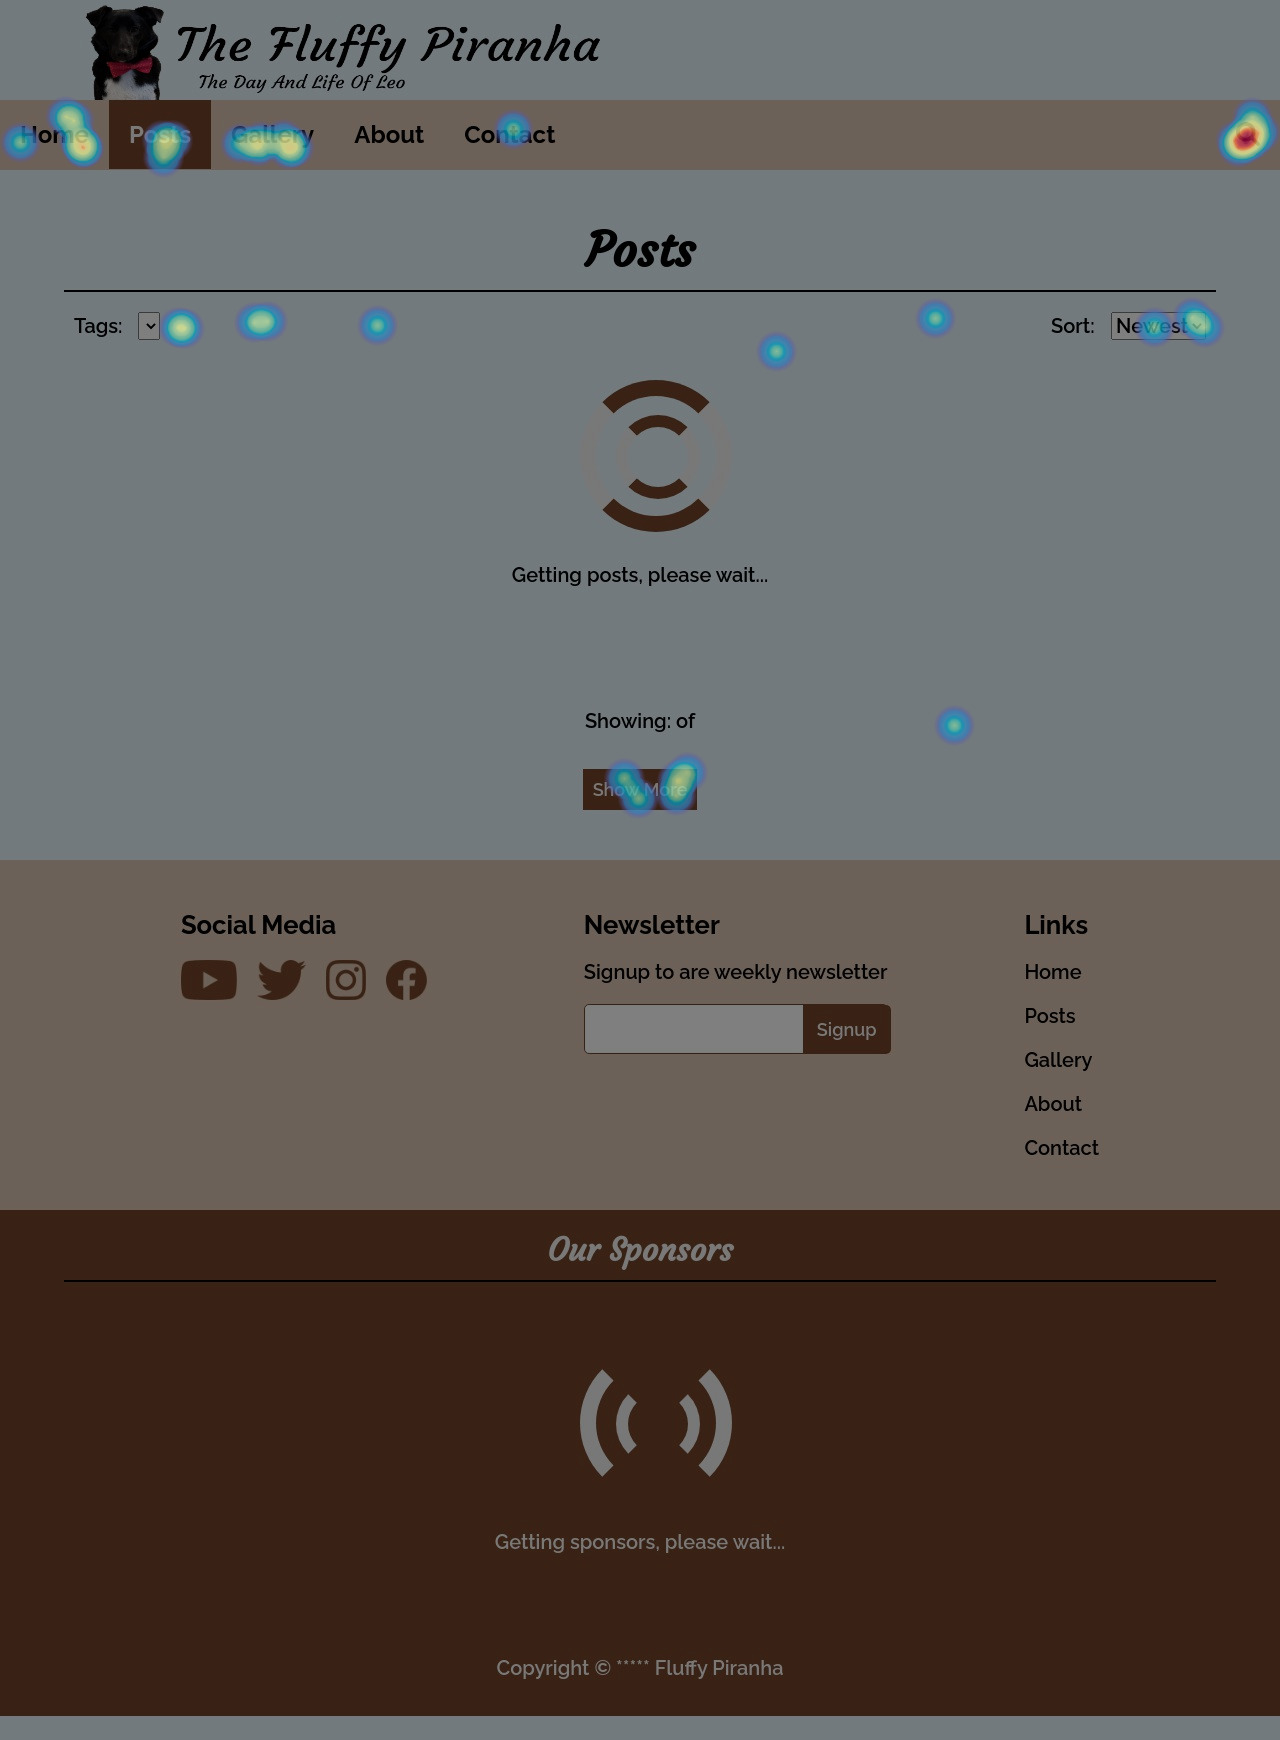 The Fluffy Piranha
The Day And Life Of Leo
Home Posts Gallery About Contact
Posts
Tags: Sort: Newest
Getting posts, please wait...
Showing: of
Show More
Social Media
Newsletter
Signup to are weekly newsletter
Signup
Links
Home
Posts
Gallery
About
Contact
Our Sponsors
Getting sponsors, please wait...
Copyright © ***** Fluffy Piranha